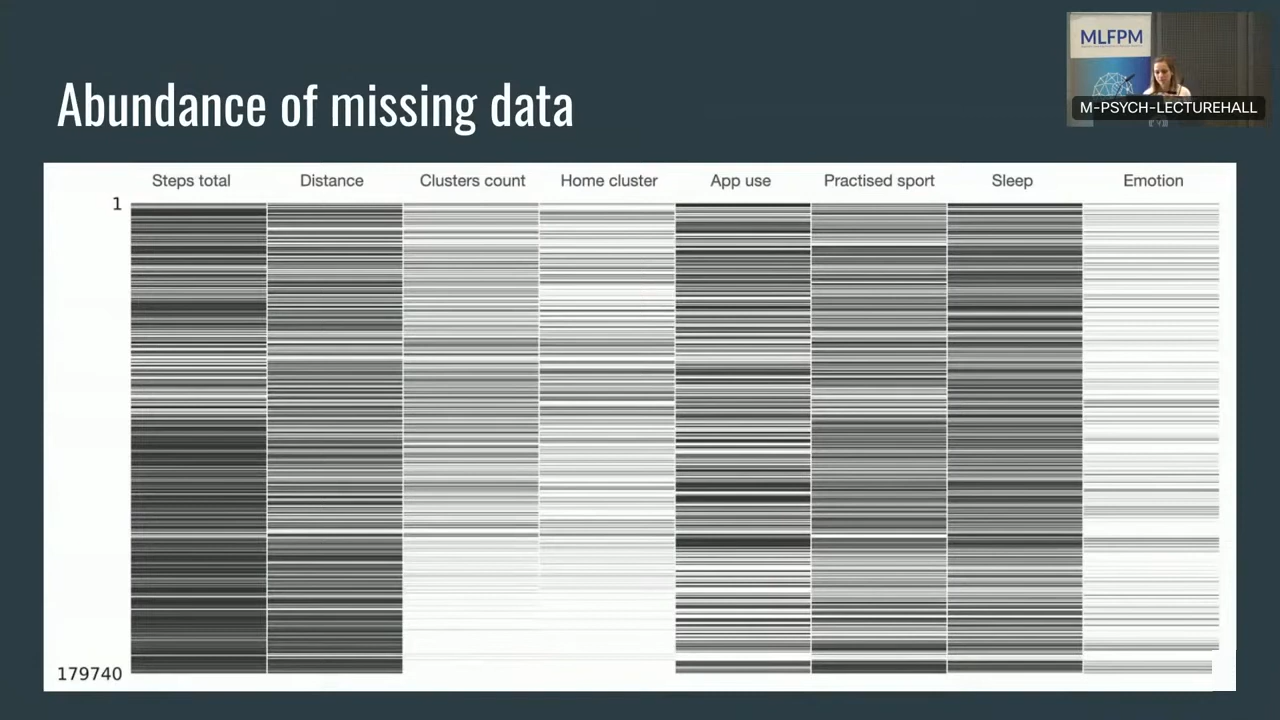 MLFPM
M-PSYCH-LECTUREHALL
Abundance of missing data
Steps total Distance Clusters count Home cluster App use Practised sport Sleep Emotion
1
179740